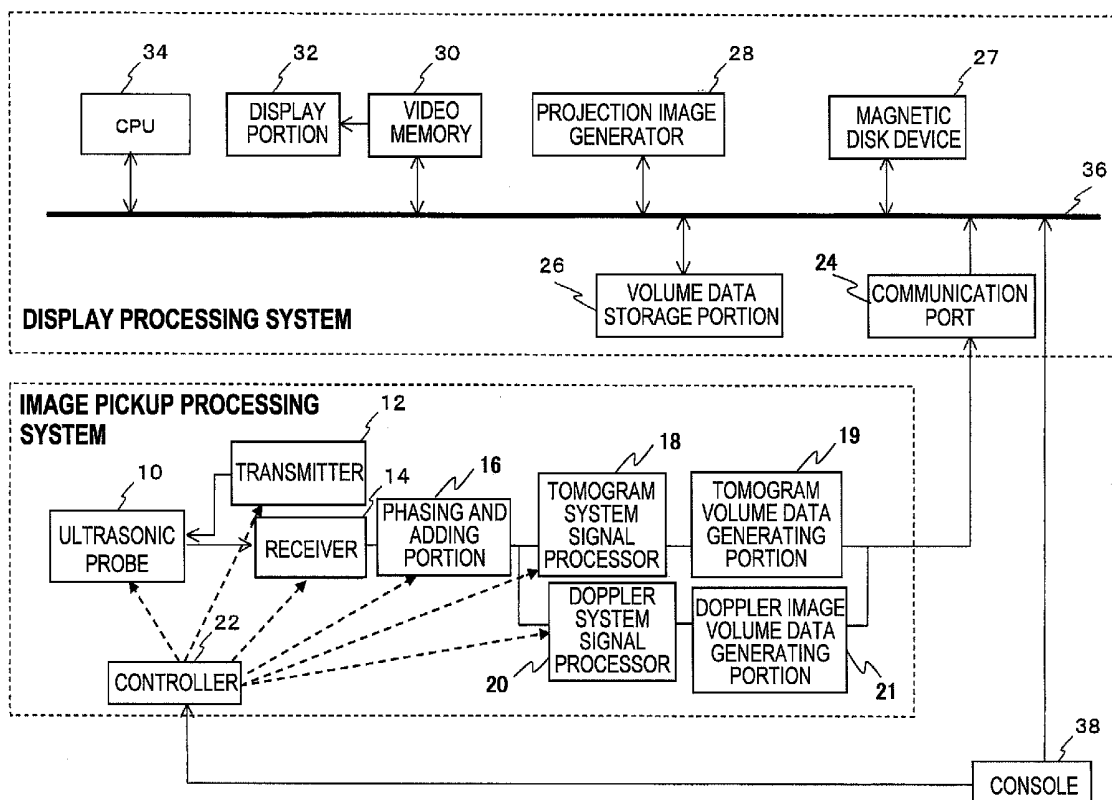 34
32
30
28
27
CPU
DISPLAY
PORTION
VIDEO
MEMORY
PROJECTION IMAGE
GENERATOR
MAGNETIC
DISK DEVICE
36
26
VOLUME DATA
STORAGE PORTION
24
COMMUNICATION
PORT
DISPLAY PROCESSING SYSTEM
IMAGE PICKUP PROCESSING
SYSTEM
12
TRANSMITTER
10
ULTRASONIC
PROBE
14
RECEIVER
16
PHASING AND
ADDING
PORTION
18
TOMOGRAM
SYSTEM
SIGNAL
PROCESSOR
19
TOMOGRAM
VOLUME DATA
GENERATING
PORTION
DOPPLER
SYSTEM
SIGNAL
PROCESSOR
20
DOPPLER IMAGE
VOLUME DATA
GENERATING
PORTION
21
22
CONTROLLER
38
CONSOLE